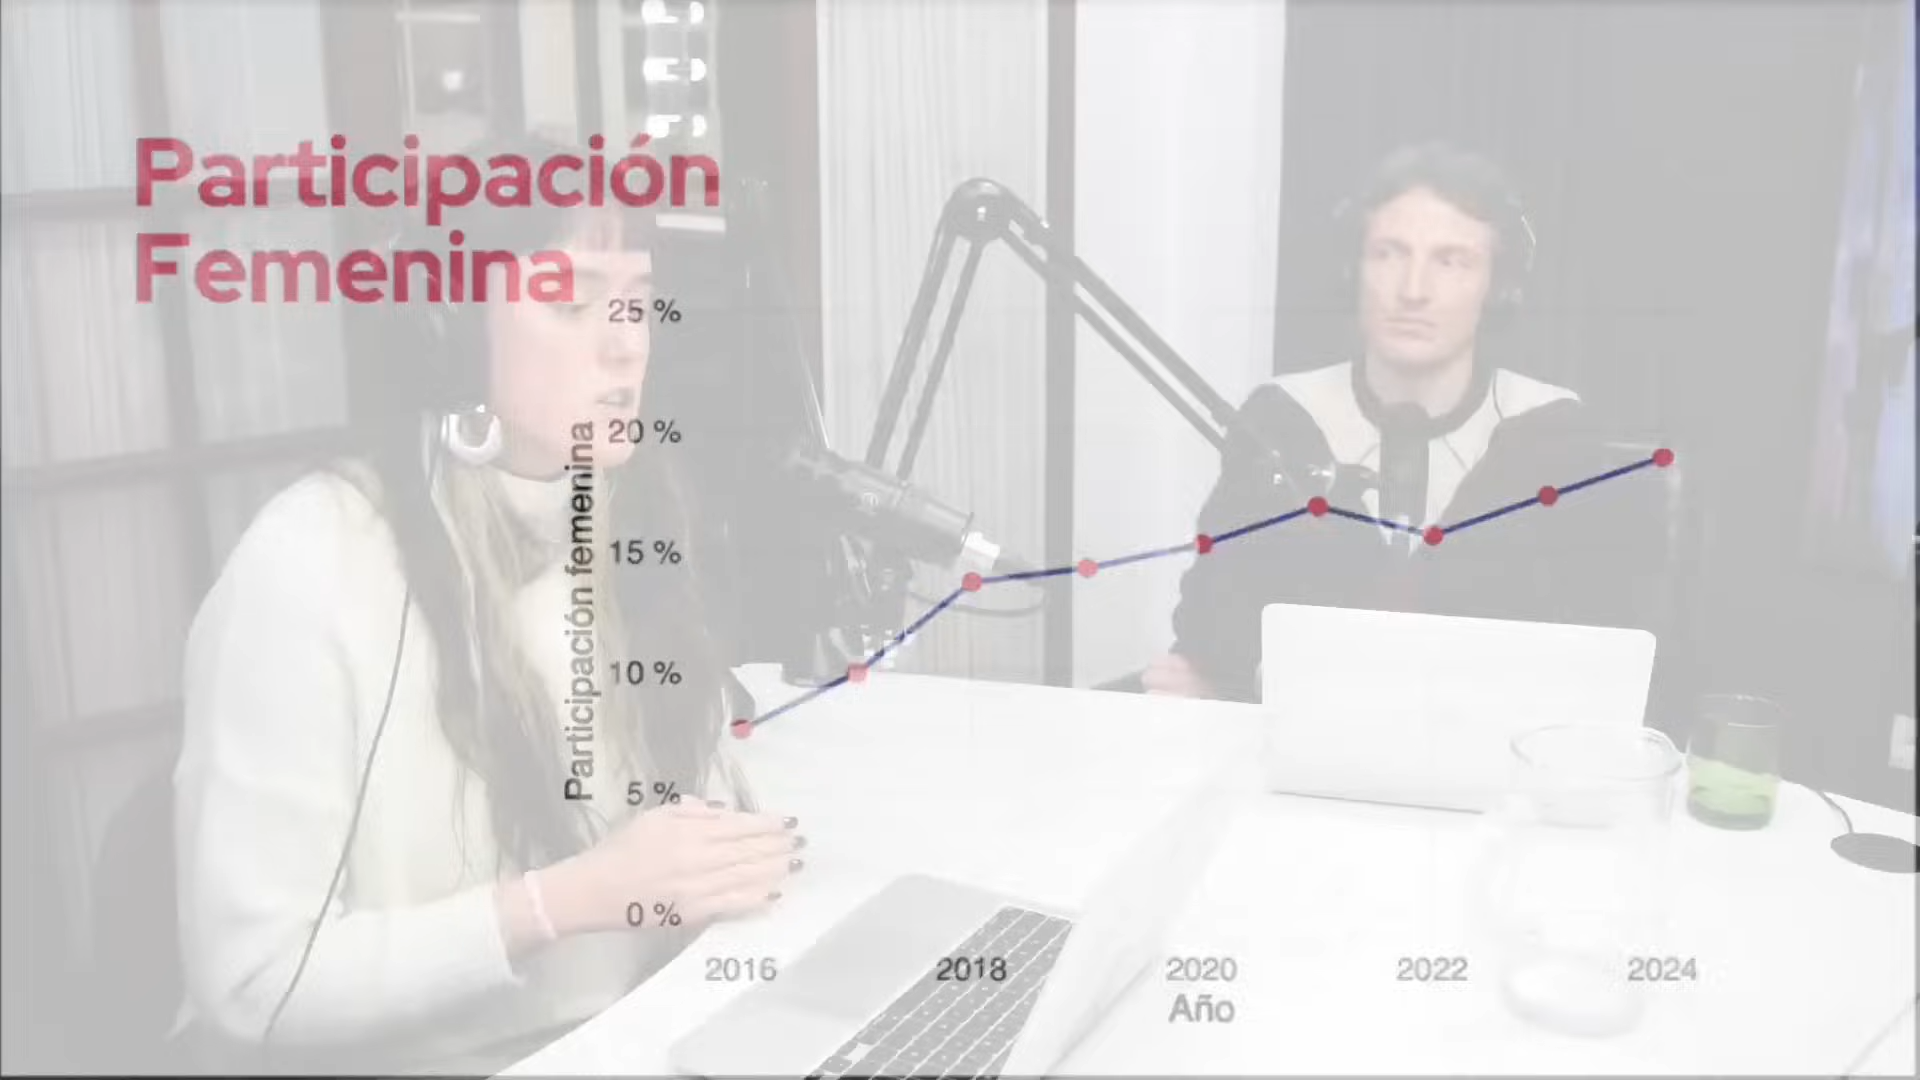 Participación
Femenina
25 %
20 %
15 %
10 %
5 %
0 %
Participación femenina
2016
2018
2020
2022
2024
Año